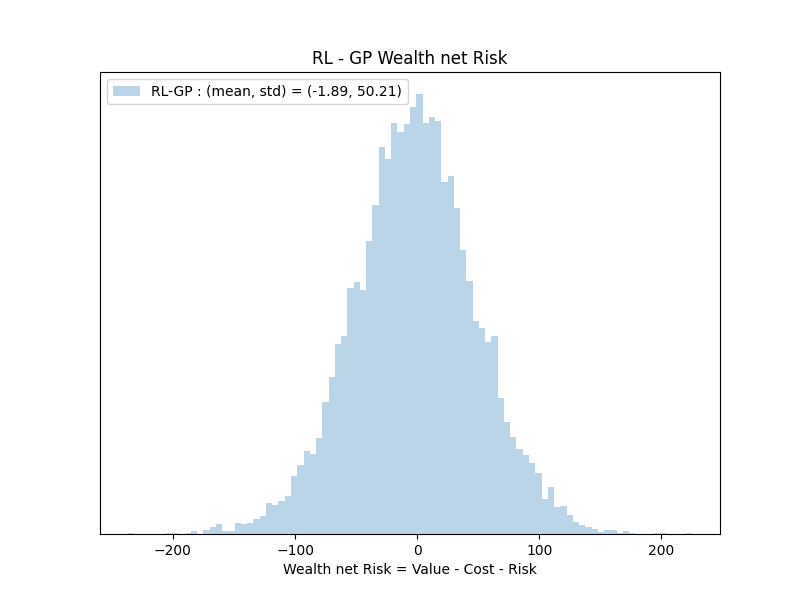 RL - GP Wealth net Risk
RL-GP : (mean, std) = (-1.89, 50.21)
−200 −100 0 100 200
Wealth net Risk = Value - Cost - Risk